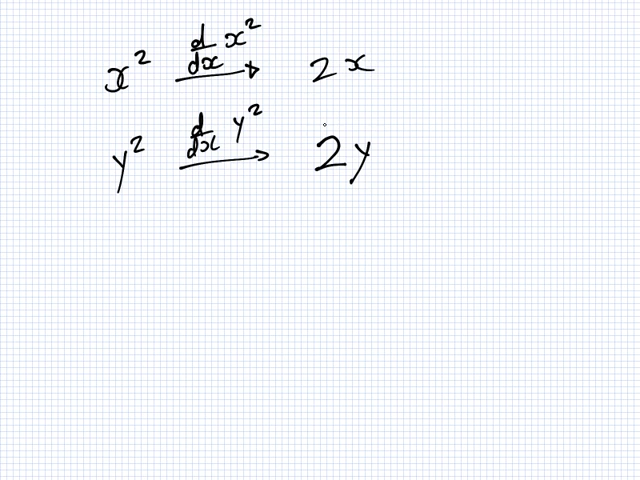 x² d/dx x² → 2x
y² d/dx y² → 2y